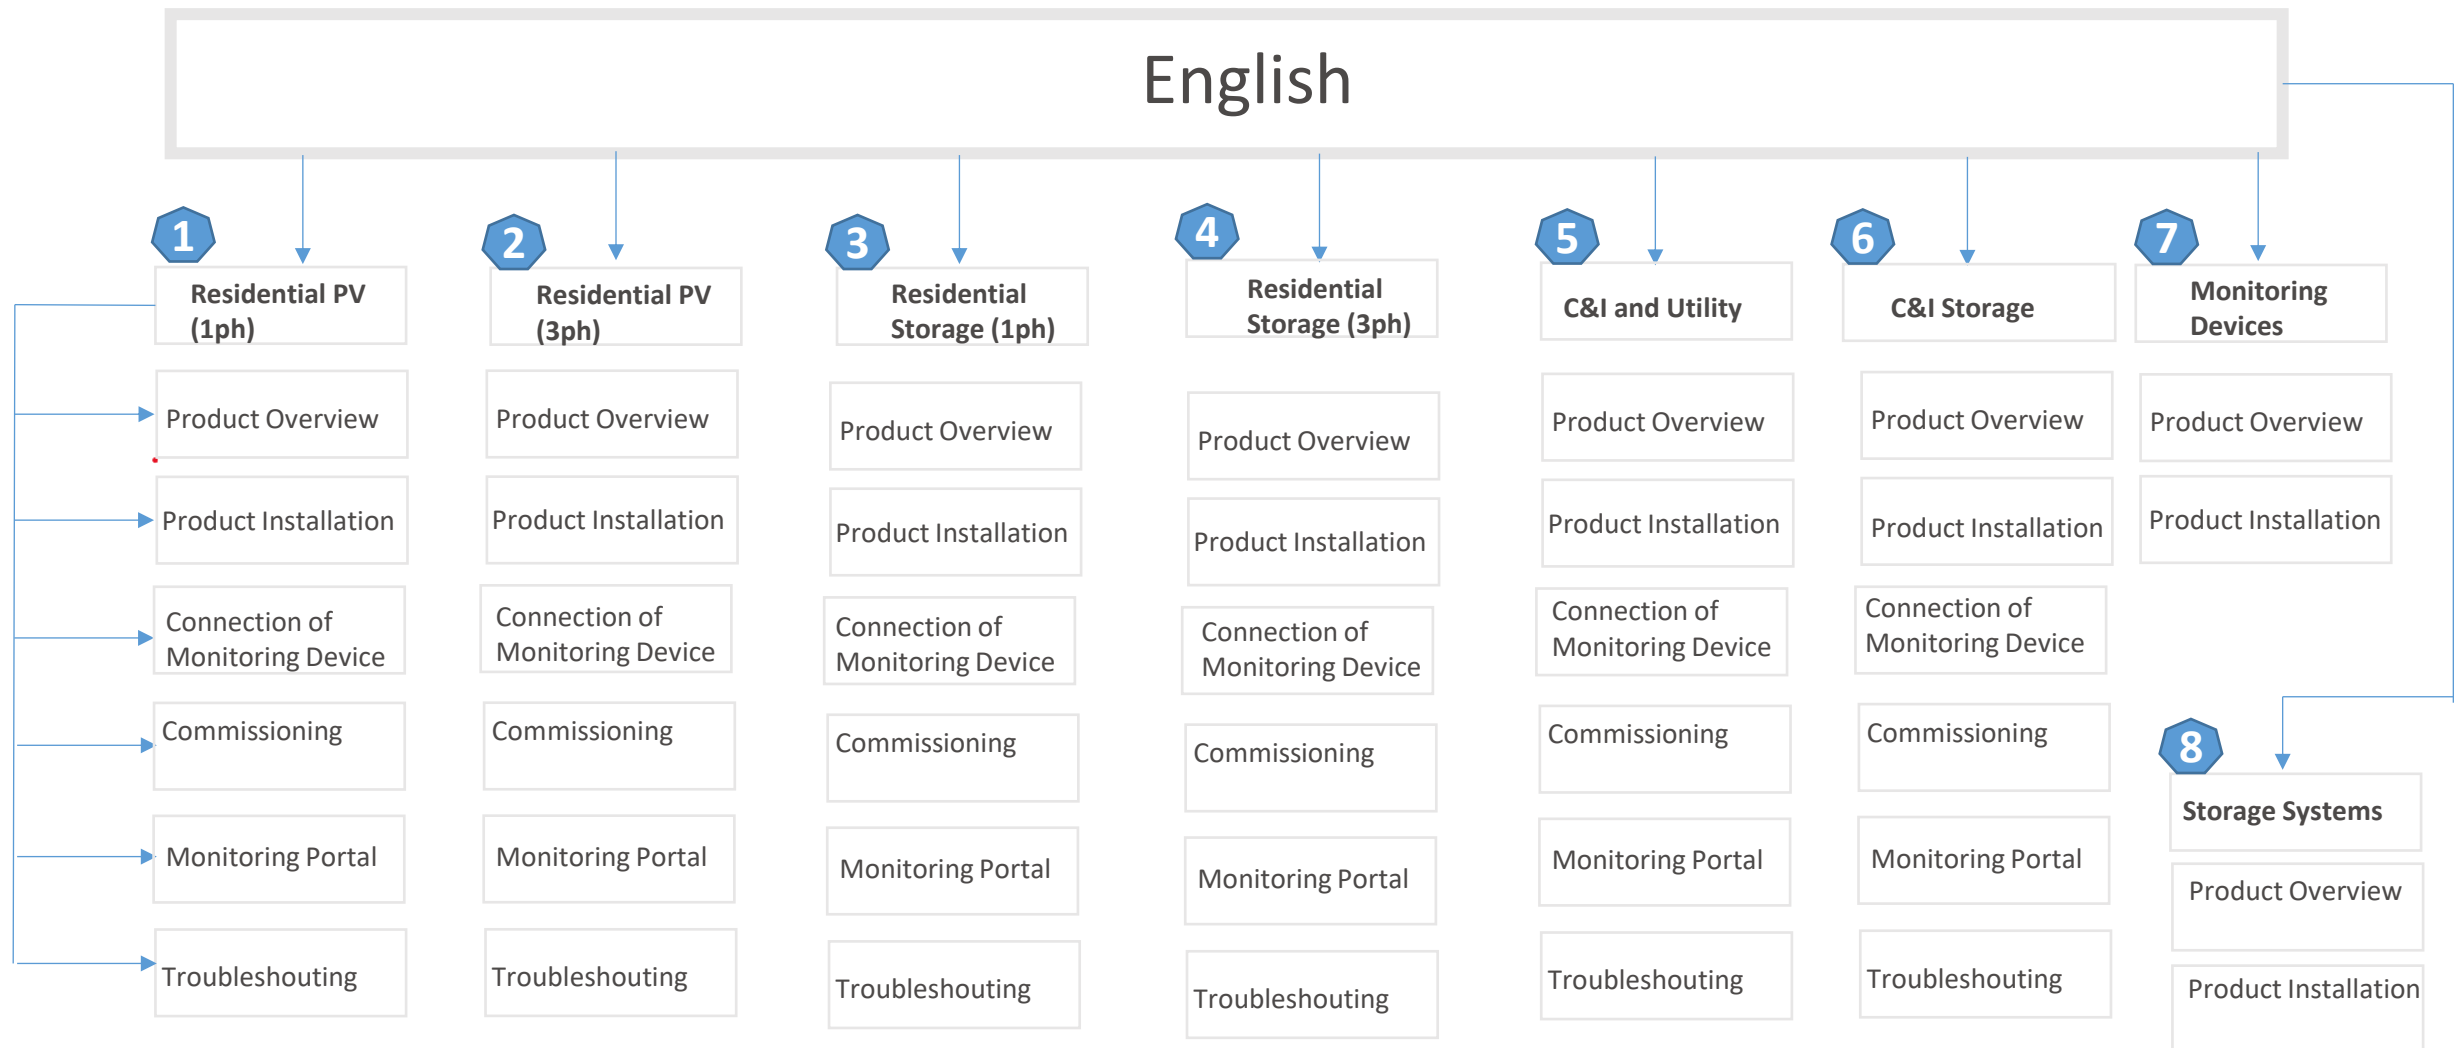 English
1
Residential PV
(1ph)
Product Overview
Product Installation
Connection of
Monitoring Device
Commissioning
Monitoring Portal
Troubleshouting
2
Residential PV
(3ph)
Product Overview
Product Installation
Connection of
Monitoring Device
Commissioning
Monitoring Portal
Troubleshouting
3
Residential
Storage (1ph)
Product Overview
Product Installation
Connection of
Monitoring Device
Commissioning
Monitoring Portal
Troubleshouting
4
Residential
Storage (3ph)
Product Overview
Product Installation
Connection of
Monitoring Device
Commissioning
Monitoring Portal
Troubleshouting
5
C&I and Utility
Product Overview
Product Installation
Connection of
Monitoring Device
Commissioning
Monitoring Portal
Troubleshouting
6
C&I Storage
Product Overview
Product Installation
Connection of
Monitoring Device
Commissioning
Monitoring Portal
Troubleshouting
7
Monitoring
Devices
Product Overview
Product Installation
8
Storage Systems
Product Overview
Product Installation